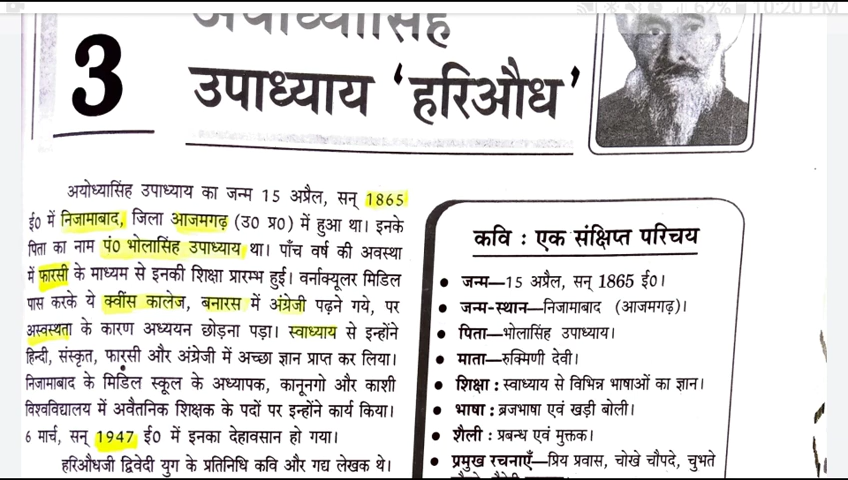 62% 10:20 PM
3
अयोध्यासिंह
उपाध्याय 'हरिऔध'
अयोध्यासिंह उपाध्याय का जन्म 15 अप्रैल, सन् 1865
ई० में निजामाबाद, जिला आजमगढ़ (उ० प्र०) में हुआ था। इनके
पिता का नाम पं० भोलासिंह उपाध्याय था। पाँच वर्ष की अवस्था
में फारसी के माध्यम से इनकी शिक्षा प्रारम्भ हुई। वर्नाक्यूलर मिडिल
पास करके ये क्वींस कालेज, बनारस में अंग्रेजी पढ़ने गये, पर
अस्वस्थता के कारण अध्ययन छोड़ना पड़ा। स्वाध्याय से इन्होंने
हिन्दी, संस्कृत, फारसी और अंग्रेजी में अच्छा ज्ञान प्राप्त कर लिया।
निजामाबाद के मिडिल स्कूल के अध्यापक, कानूनगो और काशी
विश्वविद्यालय में अवैतनिक शिक्षक के पदों पर इन्होंने कार्य किया।
6 मार्च, सन् 1947 ई० में इनका देहावसान हो गया।
हरिऔधजी द्विवेदी युग के प्रतिनिधि कवि और गद्य लेखक थे।
कवि : एक संक्षिप्त परिचय
• जन्म—15 अप्रैल, सन् 1865 ई०।
• जन्म-स्थान—निजामाबाद (आजमगढ़)।
• पिता—भोलासिंह उपाध्याय।
• माता—रुक्मिणी देवी।
• शिक्षा : स्वाध्याय से विभिन्न भाषाओं का ज्ञान।
• भाषा : ब्रजभाषा एवं खड़ी बोली।
• शैली : प्रबन्ध एवं मुक्तक।
• प्रमुख रचनाएँ—प्रिय प्रवास, चोखे चौपदे, चुभते